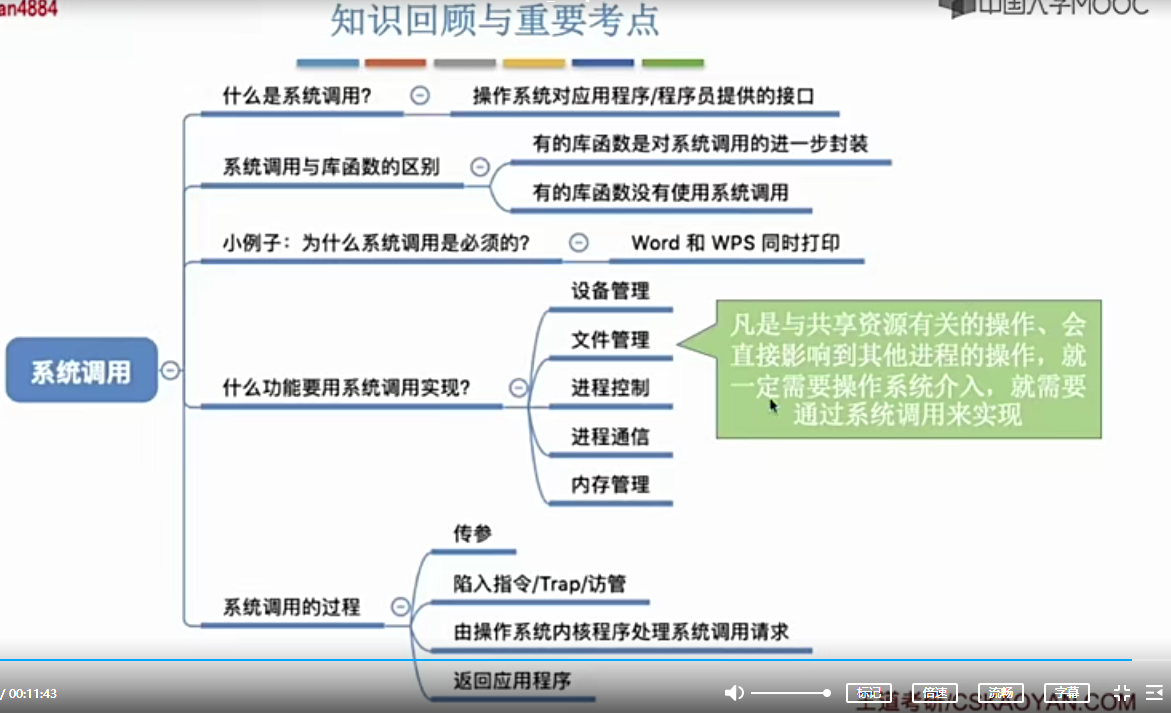 an4884
中国大学MOOC
知识回顾与重要考点
什么是系统调用?
操作系统对应用程序/程序员提供的接口
系统调用与库函数的区别
有的库函数是对系统调用的进一步封装
有的库函数没有使用系统调用
小例子：为什么系统调用是必须的?
Word 和 WPS 同时打印
系统调用
什么功能要用系统调用实现?
设备管理
文件管理
进程控制
进程通信
内存管理
凡是与共享资源有关的操作、会
直接影响到其他进程的操作，就
一定需要操作系统介入，就需要
通过系统调用来实现
系统调用的过程
传参
陷入指令/Trap/访管
由操作系统内核程序处理系统调用请求
返回应用程序
/ 00:11:43
标记
倍速
流畅
字幕
王道考研/CSKAOYAN.COM